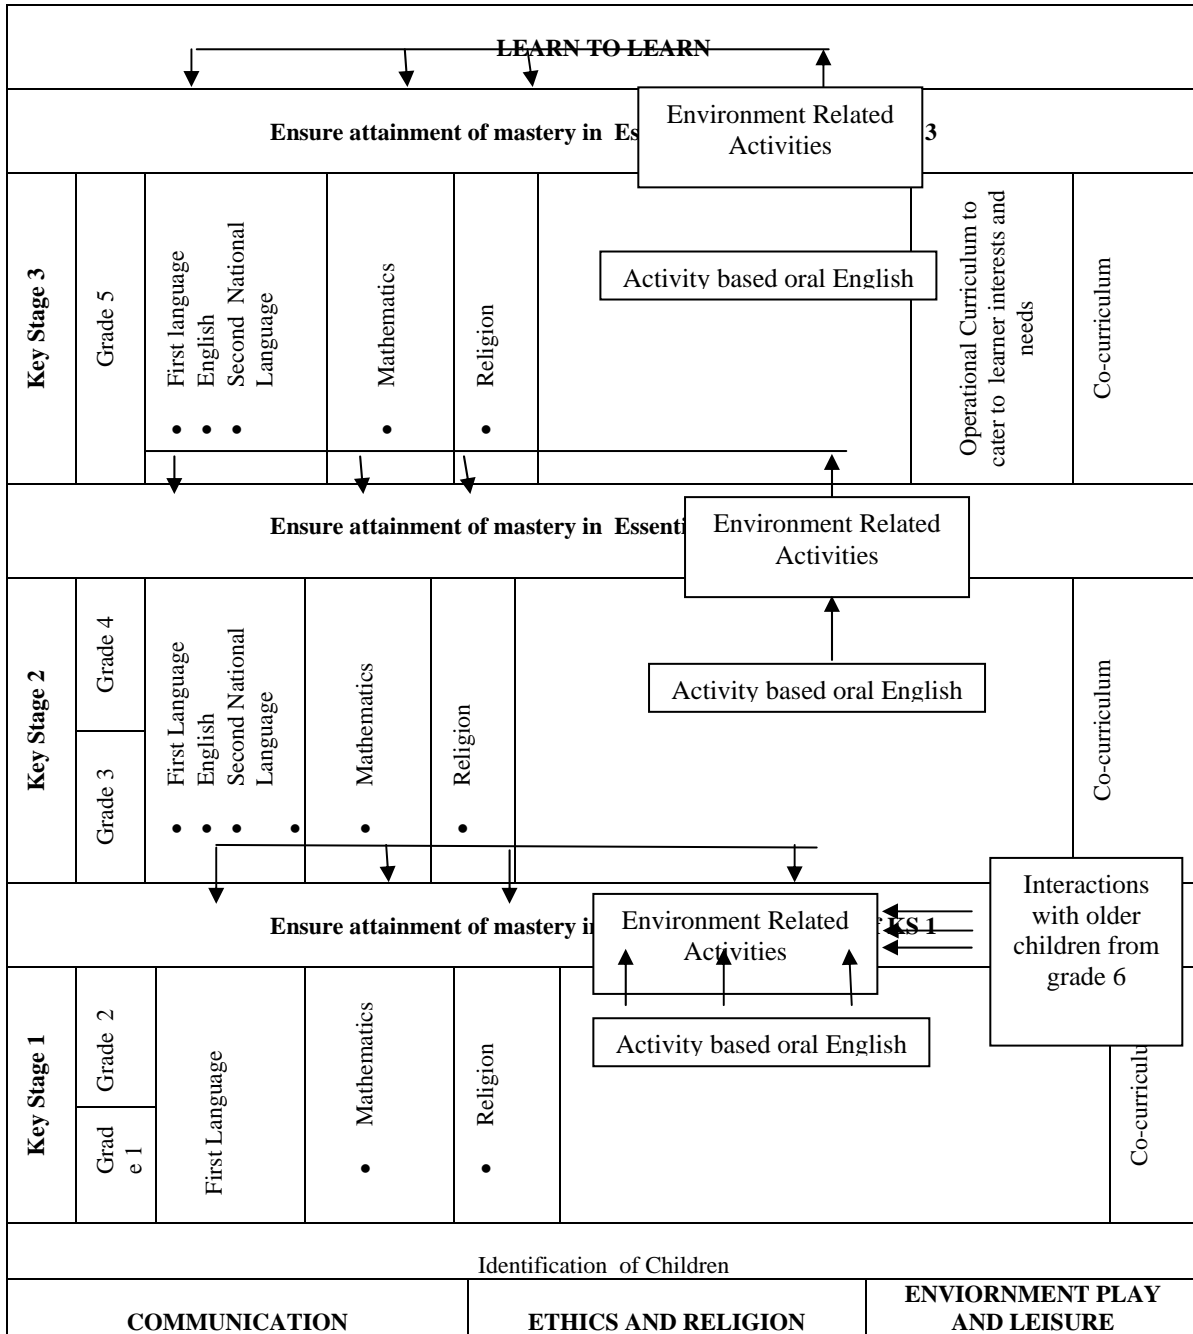 LEARN TO LEARN
Ensure attainment of mastery in Es
3
Environment Related
Activities
Key Stage 3
Grade 5
• First language
• English
• Second National
Language
• Mathematics
• Religion
Activity based oral English
Operational Curriculum to
cater to learner interests and
needs
Co-curriculum
Ensure attainment of mastery in Essenti
Environment Related
Activities
Key Stage 2
Grade 4
Grade 3
• First Language
• English
• Second National
Language
•
• Mathematics
• Religion
Activity based oral English
Co-curriculum
Ensure attainment of mastery in
KS 1
Environment Related
Activities
Interactions
with older
children from
grade 6
Key Stage 1
Grade 2
Grad
e 1
First Language
• Mathematics
• Religion
Activity based oral English
Co-curriculu
Identification of Children
COMMUNICATION
ETHICS AND RELIGION
ENVIORNMENT PLAY
AND LEISURE